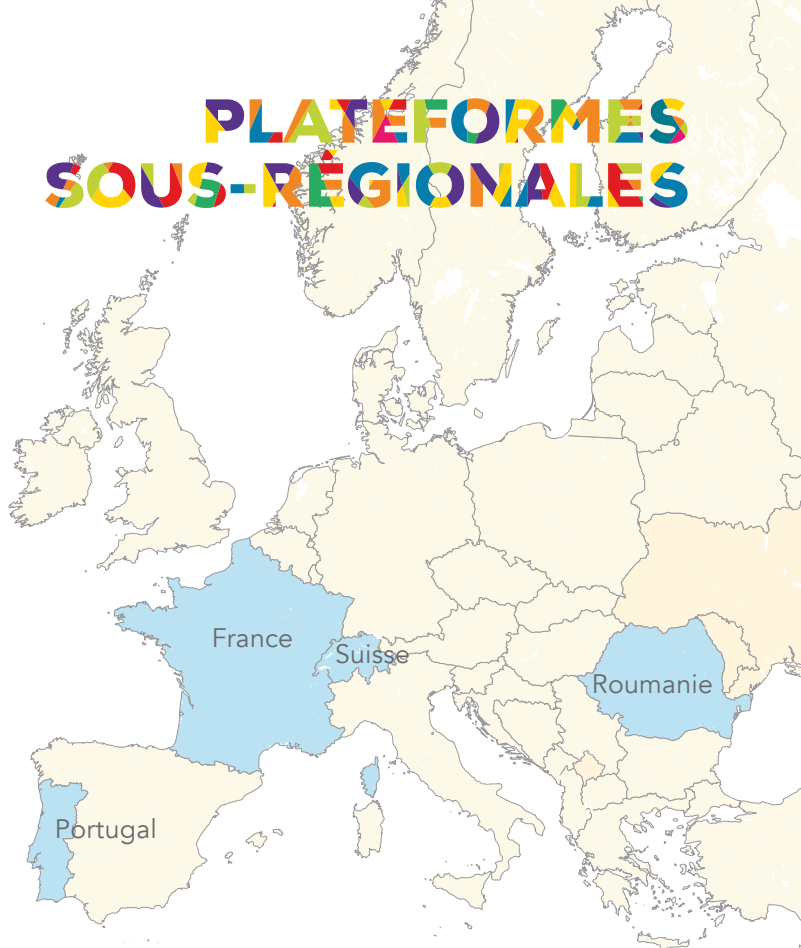 PLATEFORMES
SOUS-RÉGIONALES
France
Suisse
Roumanie
Portugal